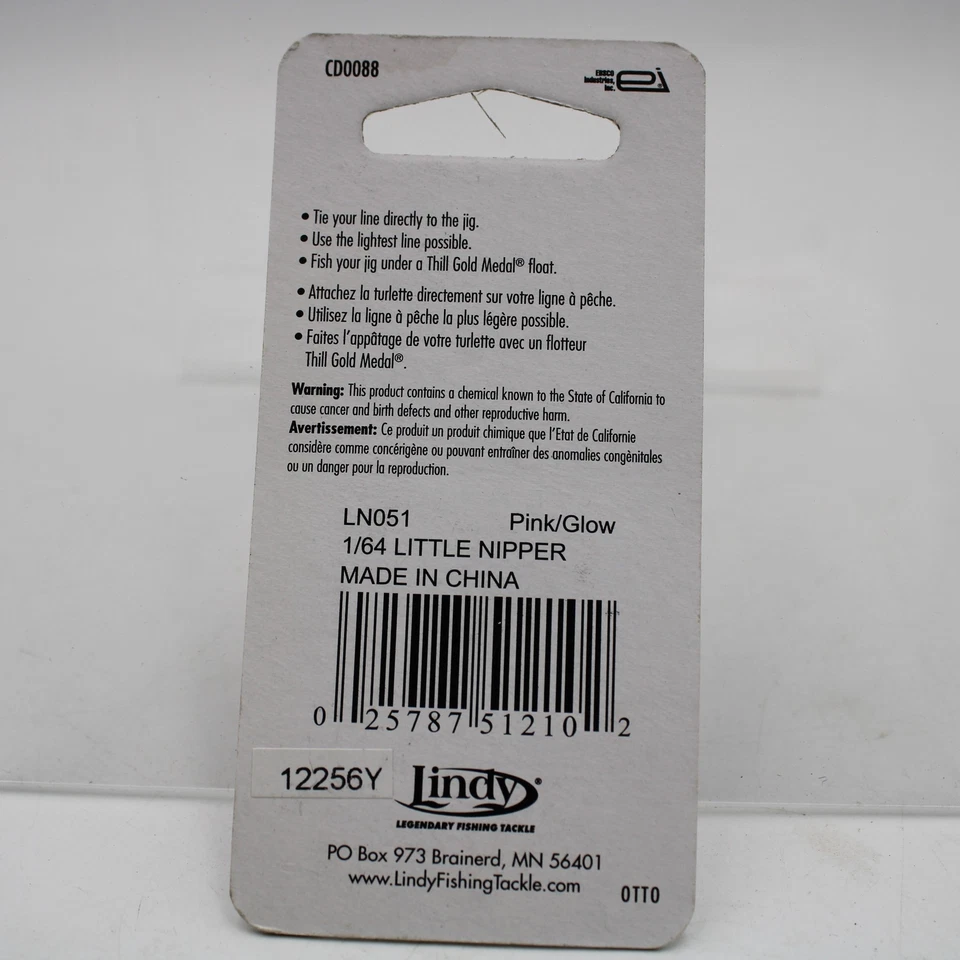 CD0088
EBSCO
Industries,
Inc.
ei
• Tie your line directly to the jig.
• Use the lightest line possible.
• Fish your jig under a Thill Gold Medal® float.
• Attachez la turlette directement sur votre ligne à pêche.
• Utilisez la ligne à pêche la plus légère possible.
• Faites l'appâtage de votre turlette avec un flotteur
Thill Gold Medal®.
Warning: This product contains a chemical known to the State of California to
cause cancer and birth defects and other reproductive harm.
Avertissement: Ce produit un produit chimique que l'Etat de Californie
considère comme concérigène ou pouvant entraîner des anomalies congènitales
ou un danger pour la reproduction.
LN051 Pink/Glow
1/64 LITTLE NIPPER
MADE IN CHINA
0 25787 51210 2
12256Y
Lindy®
LEGENDARY FISHING TACKLE
PO Box 973 Brainerd, MN 56401
www.LindyFishingTackle.com
OTTO